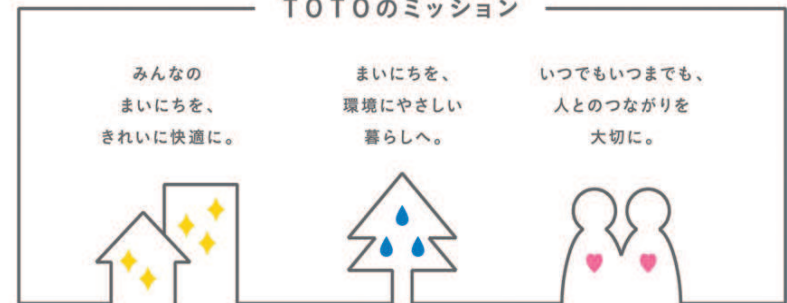 TOTOのミッション
みんなの
まいにちを、
きれいに快適に。
まいにちを、
環境にやさしい
暮らしへ。
いつでもいつまでも、
人とのつながりを
大切に。